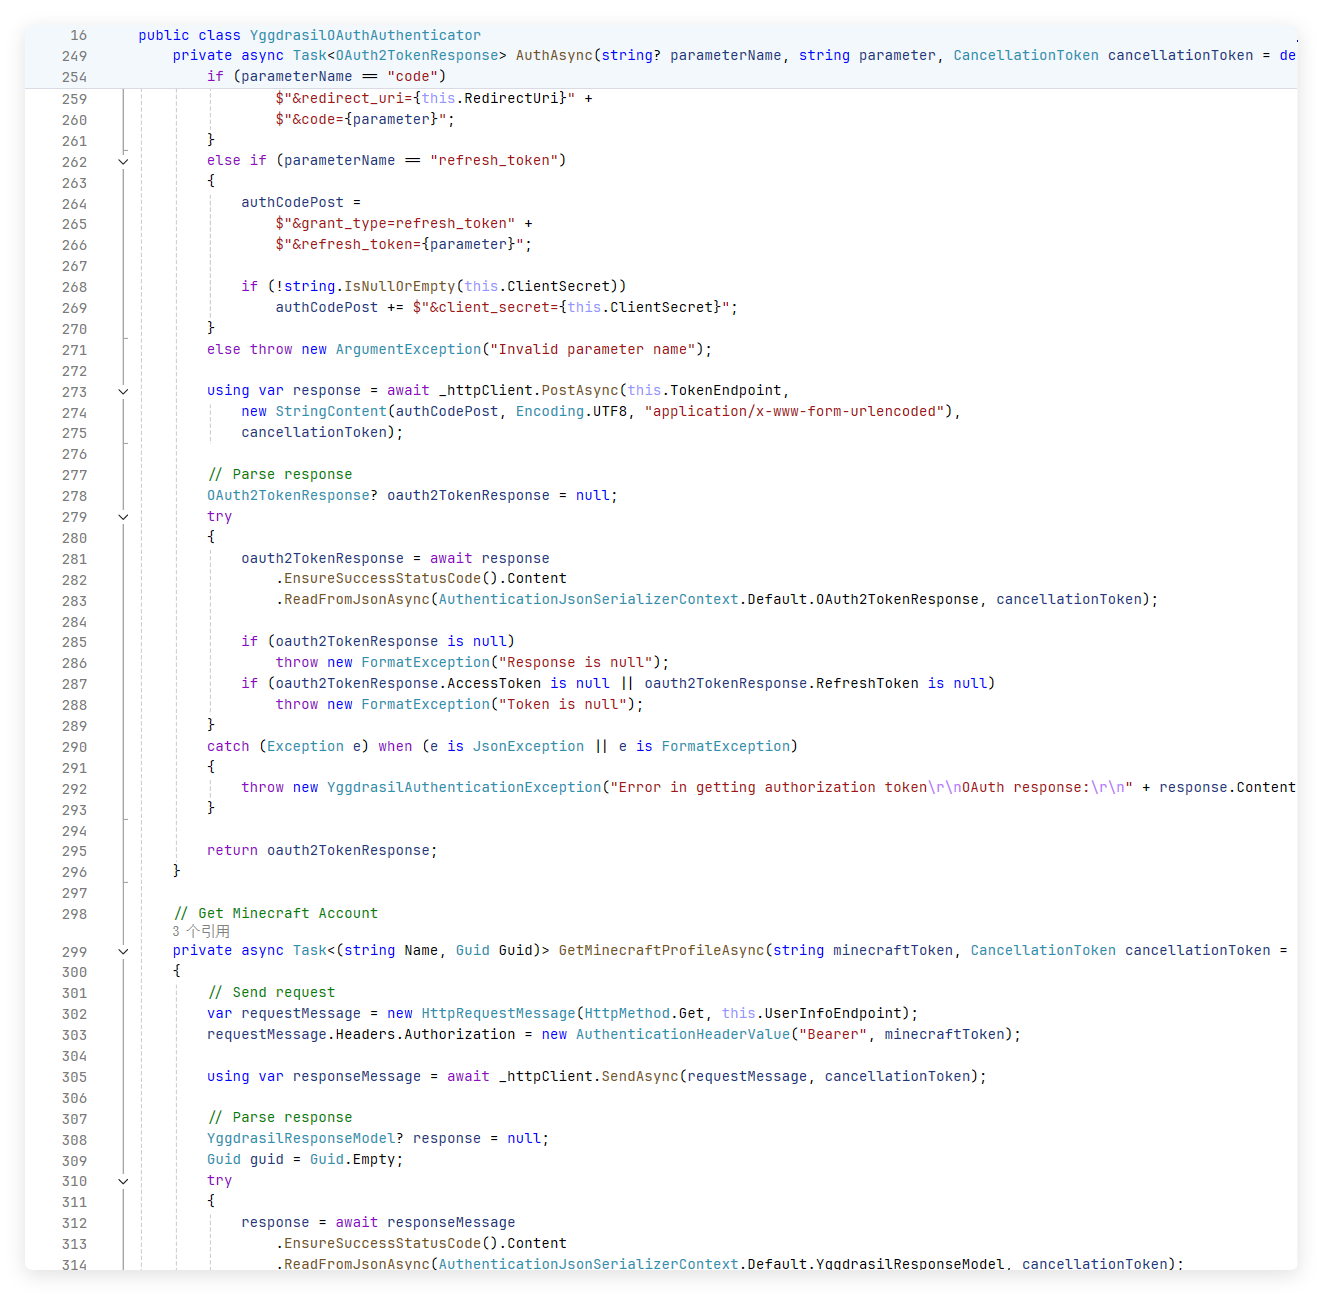 16 public class YggdrasilOAuthAuthenticator
249 private async Task<OAuth2TokenResponse> AuthAsync(string? parameterName, string parameter, CancellationToken cancellationToken = de
254 if (parameterName == "code")
259 $"&redirect_uri={this.RedirectUri}" +
260 $"&code={parameter}";
261 }
262 else if (parameterName == "refresh_token")
263 {
264 authCodePost =
265 $"&grant_type=refresh_token" +
266 $"&refresh_token={parameter}";
267
268 if (!string.IsNullOrEmpty(this.ClientSecret))
269 authCodePost += $"&client_secret={this.ClientSecret}";
270 }
271 else throw new ArgumentException("Invalid parameter name");
272
273 using var response = await _httpClient.PostAsync(this.TokenEndpoint,
274 new StringContent(authCodePost, Encoding.UTF8, "application/x-www-form-urlencoded"),
275 cancellationToken);
276
277 // Parse response
278 OAuth2TokenResponse? oauth2TokenResponse = null;
279 try
280 {
281 oauth2TokenResponse = await response
282 .EnsureSuccessStatusCode().Content
283 .ReadFromJsonAsync(AuthenticationJsonSerializerContext.Default.OAuth2TokenResponse, cancellationToken);
284
285 if (oauth2TokenResponse is null)
286 throw new FormatException("Response is null");
287 if (oauth2TokenResponse.AccessToken is null || oauth2TokenResponse.RefreshToken is null)
288 throw new FormatException("Token is null");
289 }
290 catch (Exception e) when (e is JsonException || e is FormatException)
291 {
292 throw new YggdrasilAuthenticationException("Error in getting authorization token\r\nOAuth response:\r\n" + response.Content
293 }
294
295 return oauth2TokenResponse;
296 }
297
298 // Get Minecraft Account
3 个引用
299 private async Task<(string Name, Guid Guid)> GetMinecraftProfileAsync(string minecraftToken, CancellationToken cancellationToken =
300 {
301 // Send request
302 var requestMessage = new HttpRequestMessage(HttpMethod.Get, this.UserInfoEndpoint);
303 requestMessage.Headers.Authorization = new AuthenticationHeaderValue("Bearer", minecraftToken);
304
305 using var responseMessage = await _httpClient.SendAsync(requestMessage, cancellationToken);
306
307 // Parse response
308 YggdrasilResponseModel? response = null;
309 Guid guid = Guid.Empty;
310 try
311 {
312 response = await responseMessage
313 .EnsureSuccessStatusCode().Content
314 .ReadFromJsonAsync(AuthenticationJsonSerializerContext.Default.YggdrasilResponseModel, cancellationToken);